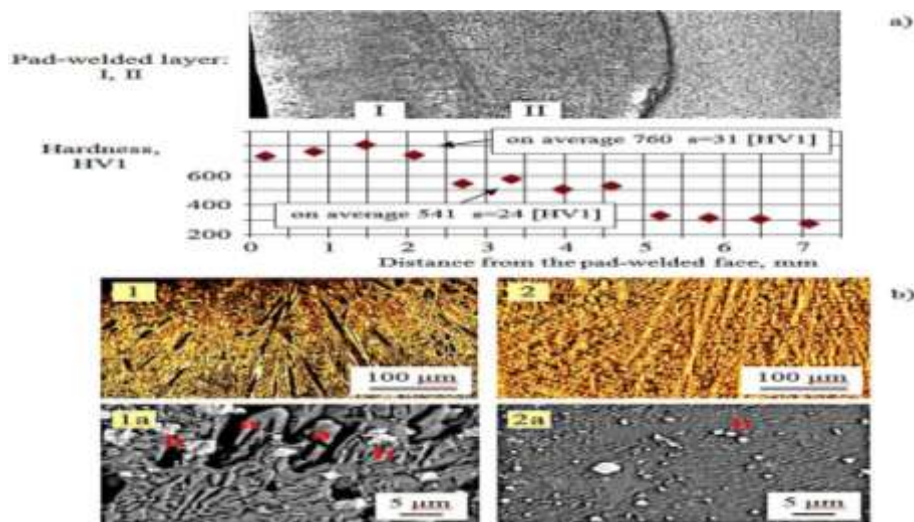 a)
Pad-welded layer:
I, II
I
II
Hardness,
HV1
on average 760 s=31 [HV1]
600
400
on average 541 s=24 [HV1]
200
0 1 2 3 4 5 6 7
Distance from the pad-welded face, mm
b)
1
2
100 µm
100 µm
1a
2a
a
a
b
5 µm
5 µm